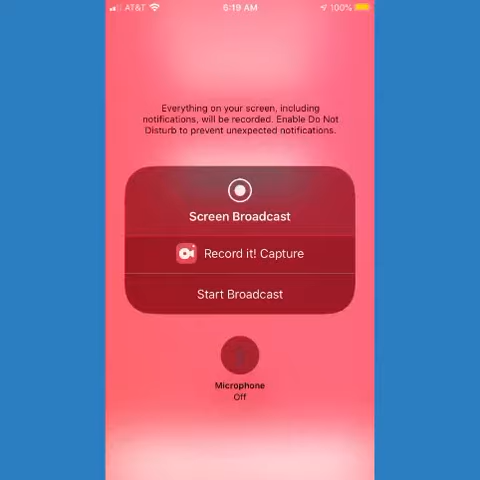 AT&T 6:19 AM 100%
Everything on your screen, including
notifications, will be recorded. Enable Do Not
Disturb to prevent unexpected notifications.
Screen Broadcast
Record it! Capture
Start Broadcast
Microphone
Off